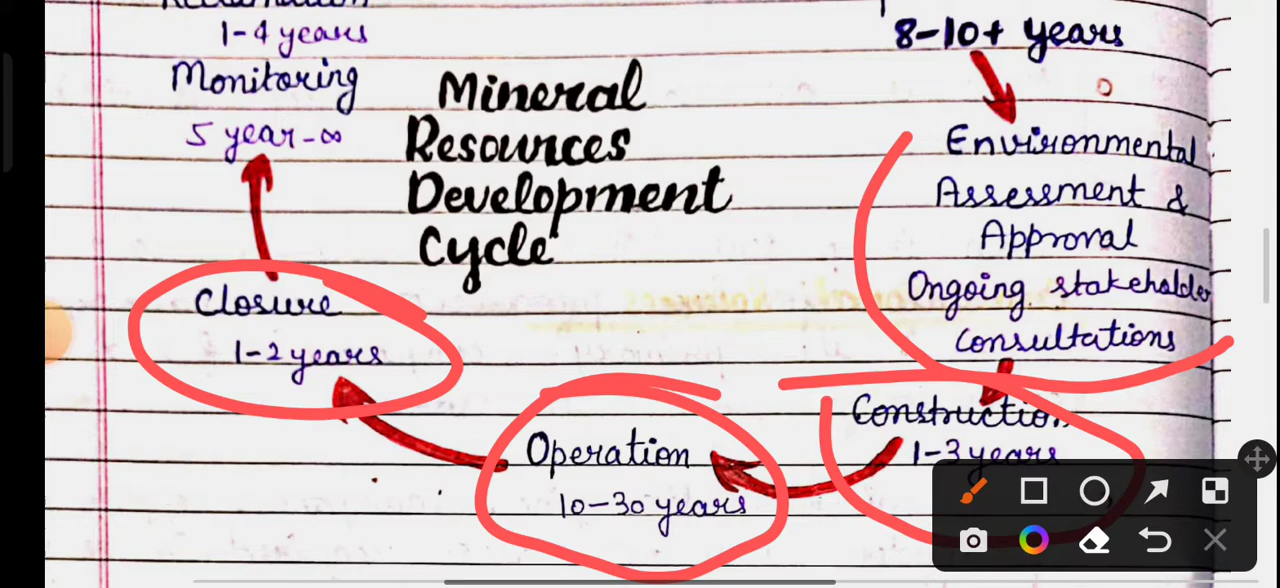 1-4 years
Monitoring
5 year-∞
Mineral
Resources
Development
Cycle
8-10+ years
Environmental
Assessment &
Approval
Ongoing stakeholder
Consultations
Construction
1-3 years
Operation
10-30 years
Closure
1-2 years